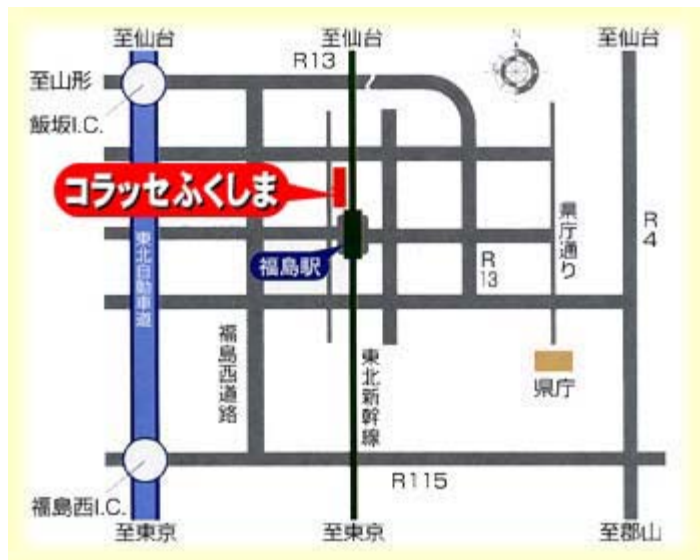 至仙台
至仙台
至仙台
R13
N
至山形
飯坂I.C.
コラッセふくしま
県庁通り
R4
東北自動車道
福島駅
R13
福島西道路
東北新幹線
県庁
R115
福島西I.C.
至東京
至東京
至郡山